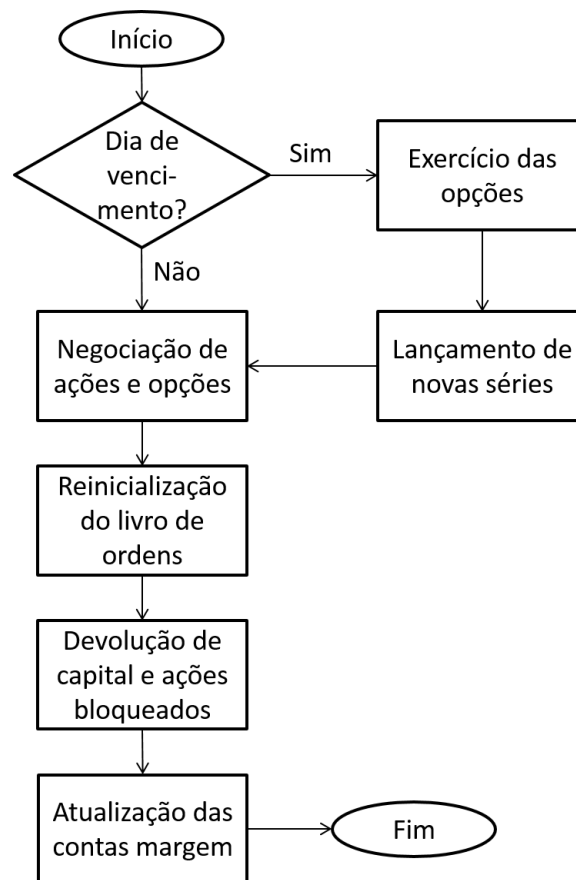 Início
Dia de
venci-
mento?
Sim
Exercício das
opções
Não
Negociação de
ações e opções
Lançamento de
novas séries
Reinicialização
do livro de
ordens
Devolução de
capital e ações
bloqueados
Atualização das
contas margem
Fim